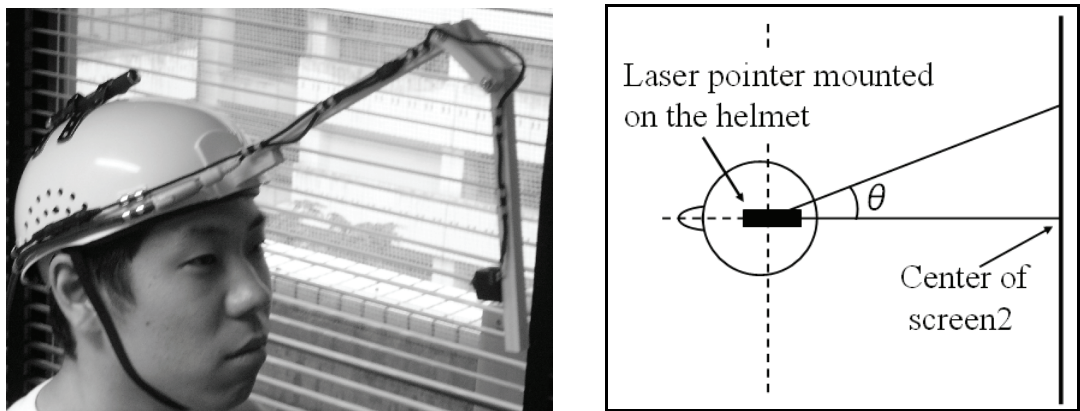 Laser pointer mounted
on the helmet
θ
Center of
screen2